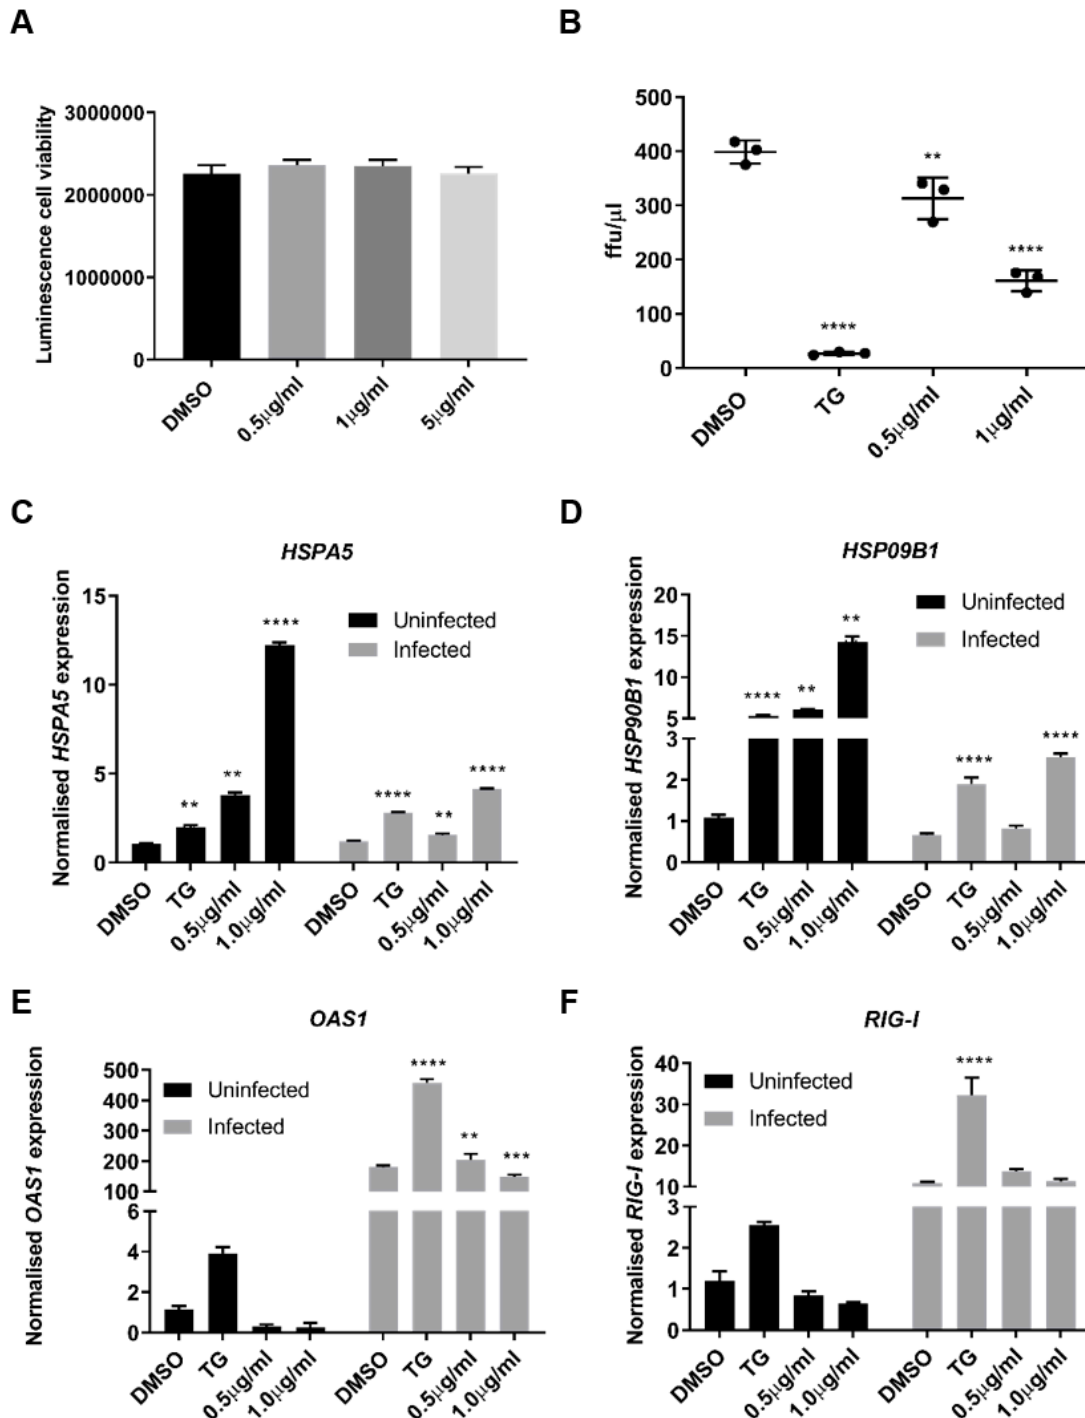 A
Luminescence cell viability
3000000
2000000
1000000
0
DMSO
0.5µg/ml
1µg/ml
5µg/ml
B
ffu/µl
500
400
300
200
100
0
**
****
****
DMSO
TG
0.5µg/ml
1µg/ml
C
HSPA5
Normalised HSPA5 expression
15
10
5
0
Uninfected
Infected
**
**
****
****
**
****
DMSO
TG
0.5µg/ml
1.0µg/ml
DMSO
TG
0.5µg/ml
1.0µg/ml
D
HSP09B1
Normalised HSP90B1 expression
20
15
10
5
3
2
1
0
Uninfected
Infected
****
**
**
****
****
DMSO
TG
0.5µg/ml
1.0µg/ml
DMSO
TG
0.5µg/ml
1.0µg/ml
E
OAS1
Normalised OAS1 expression
500
400
300
200
100
6
4
2
0
Uninfected
Infected
****
**
***
DMSO
TG
0.5µg/ml
1.0µg/ml
DMSO
TG
0.5µg/ml
1.0µg/ml
F
RIG-I
Normalised RIG-I expression
40
30
20
10
3
2
1
0
Uninfected
Infected
****
DMSO
TG
0.5µg/ml
1.0µg/ml
DMSO
TG
0.5µg/ml
1.0µg/ml